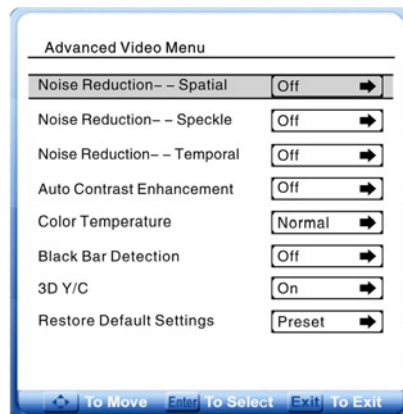 Advanced Video Menu
Noise Reduction– – Spatial Off
Noise Reduction– – Speckle Off
Noise Reduction– – Temporal Off
Auto Contrast Enhancement Off
Color Temperature Normal
Black Bar Detection Off
3D Y/C On
Restore Default Settings Preset
To Move Enter To Select Exit To Exit